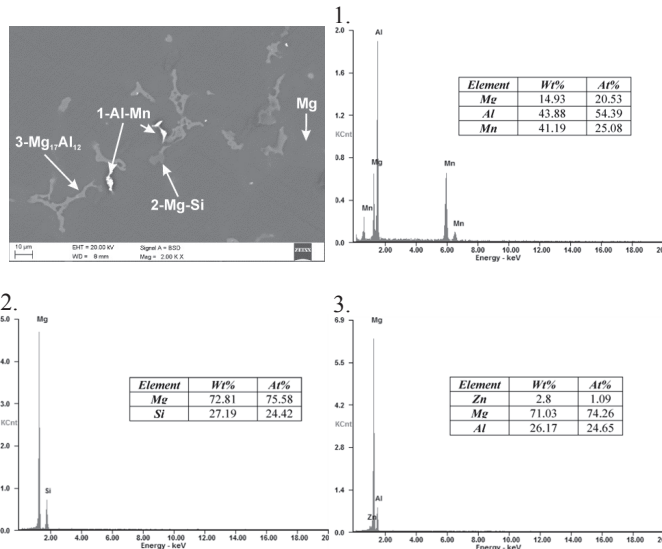 1-Al-Mn
Mg
3-Mg17Al12
2-Mg-Si
10 µm
EHT = 20.00 kV
Signal A = BSD
WD = 8 mm
Mag = 2.00 K X
ZEISS
1.
2.0
Al
1.6
1.2
KCnt
0.8
Mg
Mn
0.4
Mn
Mn
0.0
2.00 4.00 6.00 8.00 10.00 12.00 14.00 16.00 18.00 20
Energy - keV
Element Wt% At%
Mg 14.93 20.53
Al 43.88 54.39
Mn 41.19 25.08
2.
5.0
Mg
4.0
3.0
KCnt
2.0
1.0
Si
0.0
2.00 4.00 6.00 8.00 10.00 12.00 14.00 16.00 18.00 20
Energy - keV
Element Wt% At%
Mg 72.81 75.58
Si 27.19 24.42
3.
6.9
Mg
5.5
4.2
KCnt
2.8
1.4
Al
Zn
0.0
2.00 4.00 6.00 8.00 10.00 12.00 14.00 16.00 18.00 20
Energy - keV
Element Wt% At%
Zn 2.8 1.09
Mg 71.03 74.26
Al 26.17 24.65